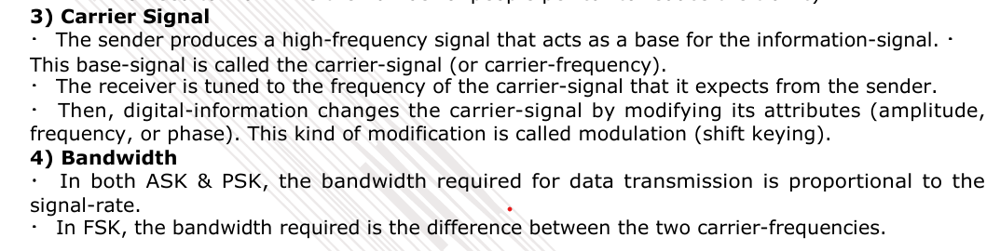 3) Carrier Signal
· The sender produces a high-frequency signal that acts as a base for the information-signal. ·
This base-signal is called the carrier-signal (or carrier-frequency).
· The receiver is tuned to the frequency of the carrier-signal that it expects from the sender.
· Then, digital-information changes the carrier-signal by modifying its attributes (amplitude,
frequency, or phase). This kind of modification is called modulation (shift keying).
4) Bandwidth
· In both ASK & PSK, the bandwidth required for data transmission is proportional to the
signal-rate.
· In FSK, the bandwidth required is the difference between the two carrier-frequencies.